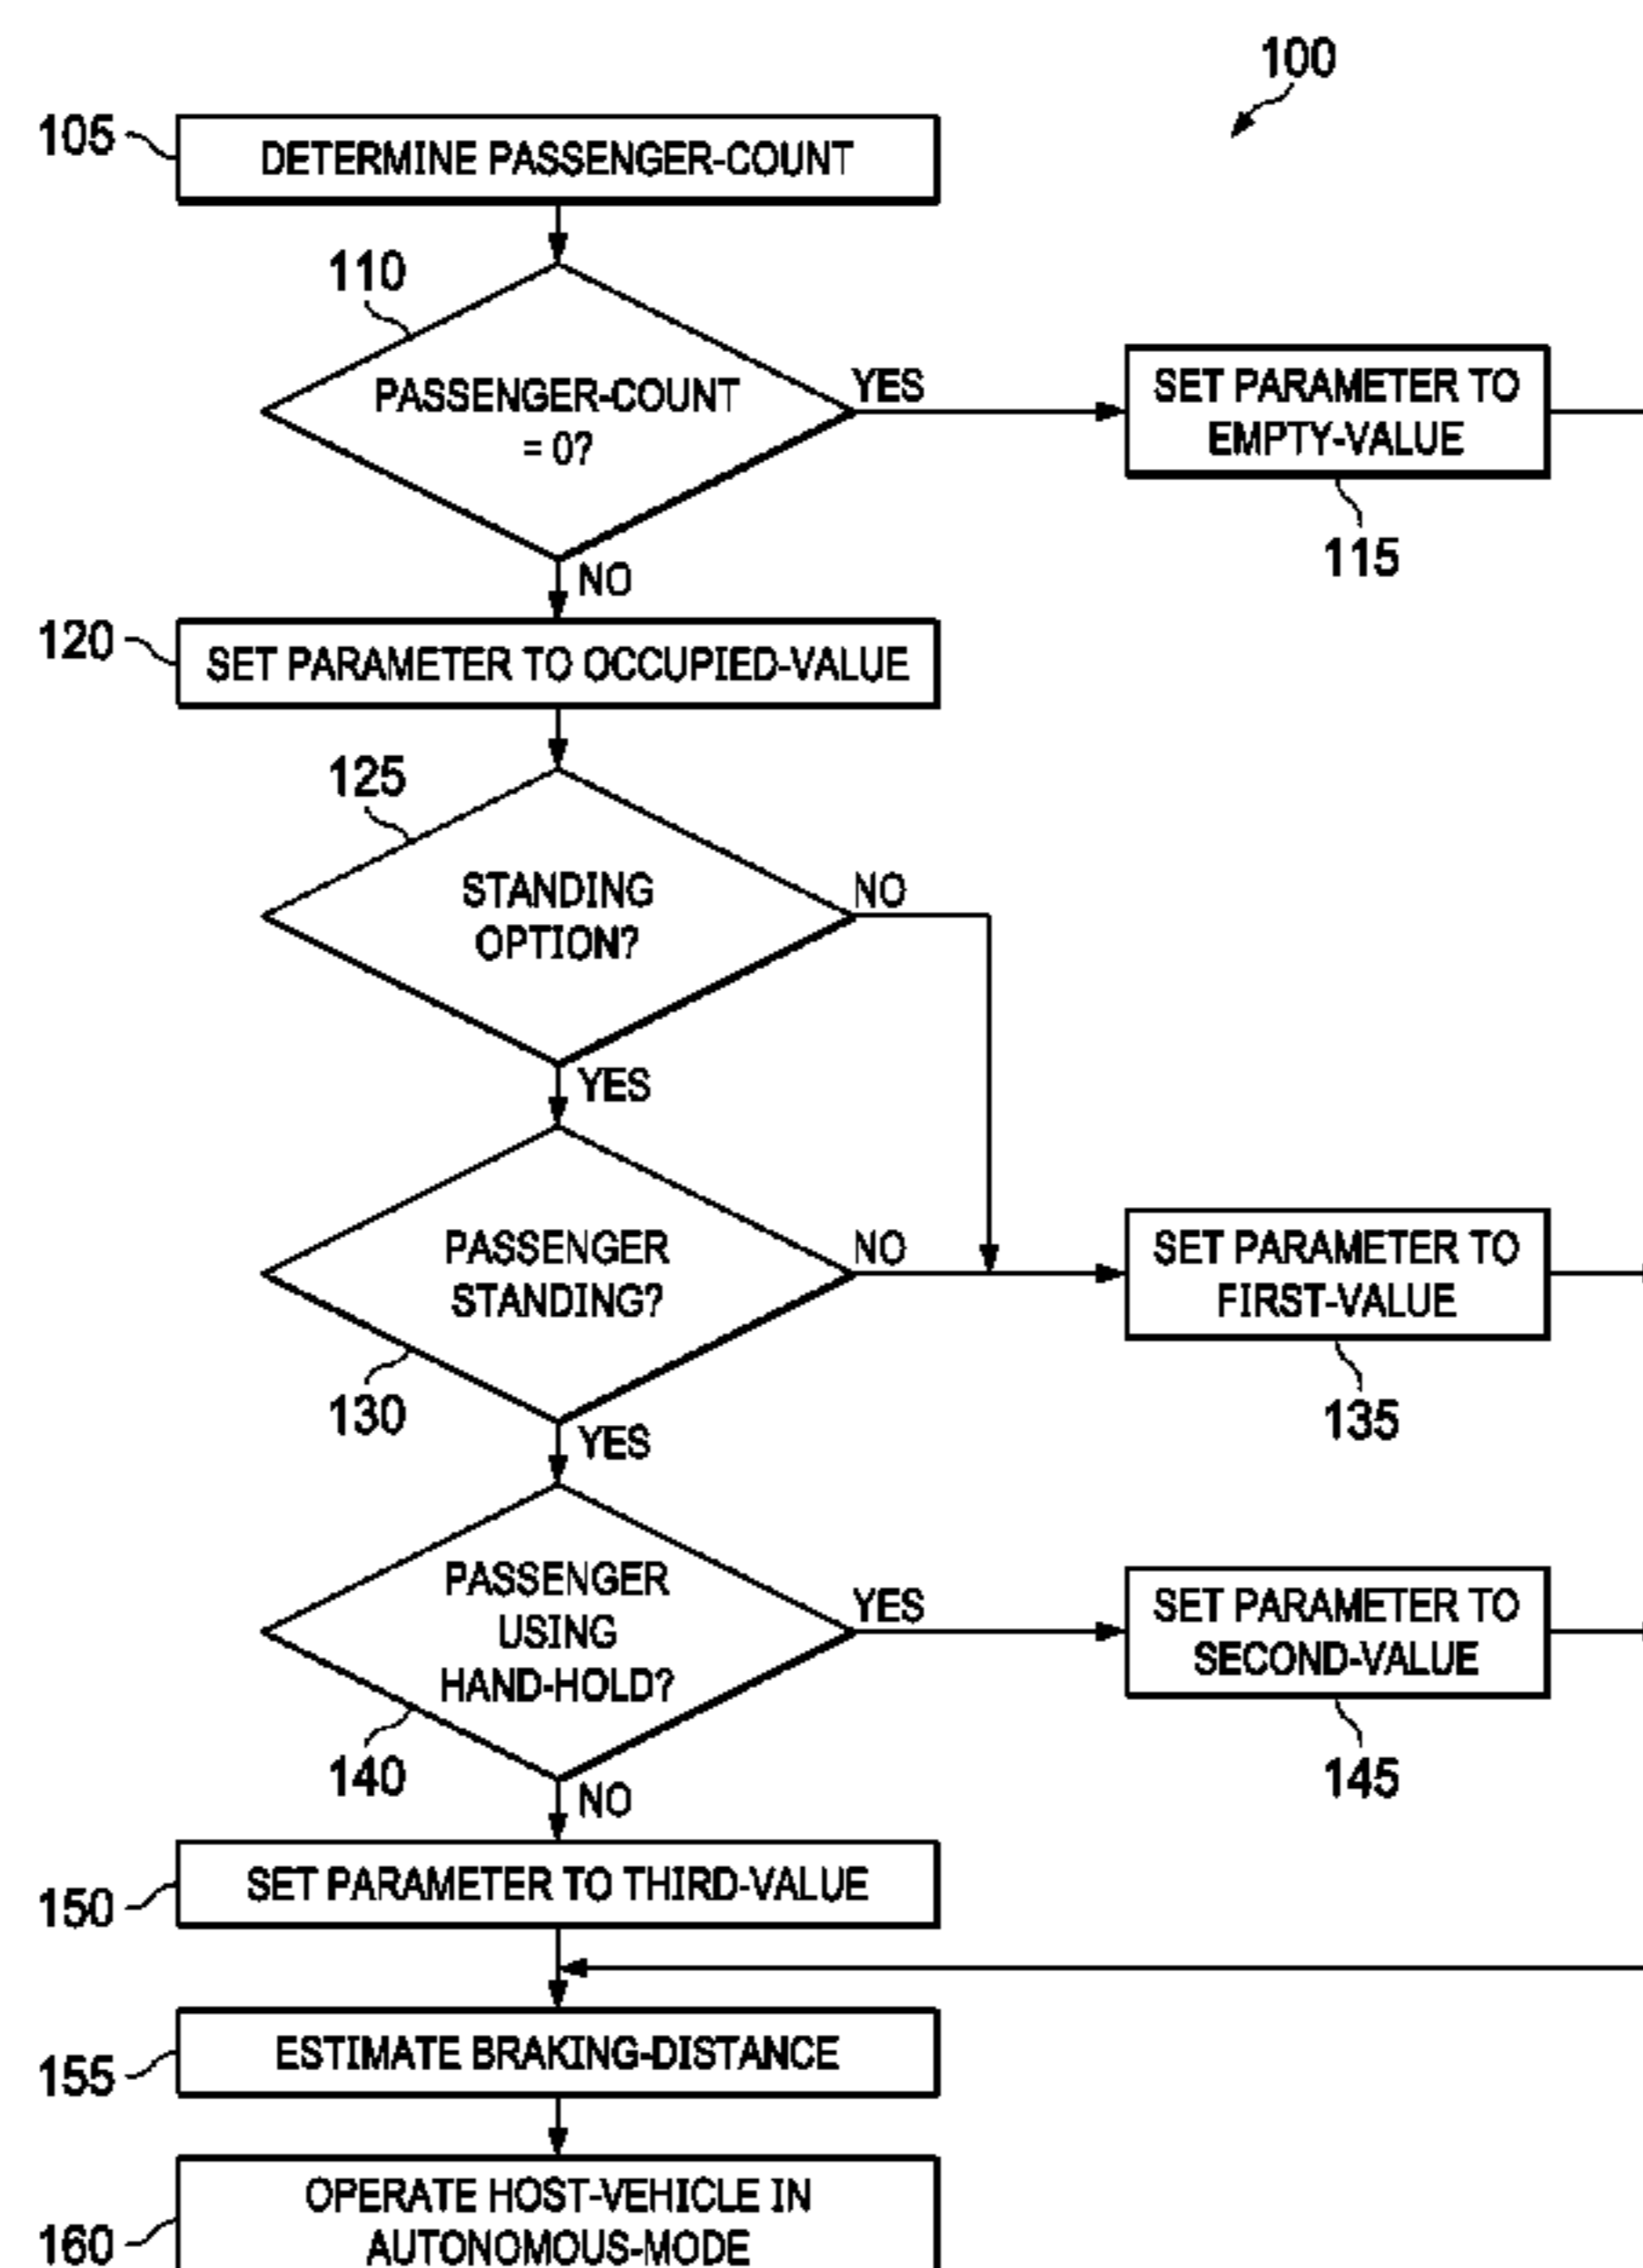 100
105
DETERMINE PASSENGER-COUNT
110
PASSENGER-COUNT
= 0?
YES
SET PARAMETER TO
EMPTY-VALUE
115
NO
120
SET PARAMETER TO OCCUPIED-VALUE
125
STANDING
OPTION?
NO
YES
PASSENGER
STANDING?
NO
SET PARAMETER TO
FIRST-VALUE
130
135
YES
PASSENGER
USING
HAND-HOLD?
YES
SET PARAMETER TO
SECOND-VALUE
140
145
NO
150
SET PARAMETER TO THIRD-VALUE
155
ESTIMATE BRAKING-DISTANCE
160
OPERATE HOST-VEHICLE IN
AUTONOMOUS-MODE